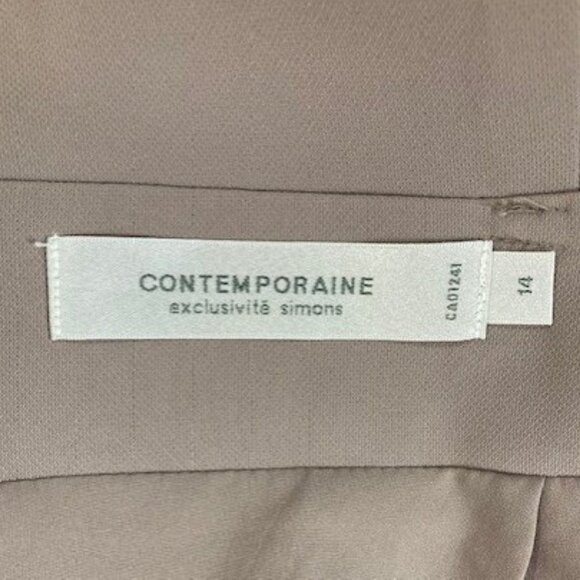 CONTEMPORAINE
exclusivité simons
CA01241
14